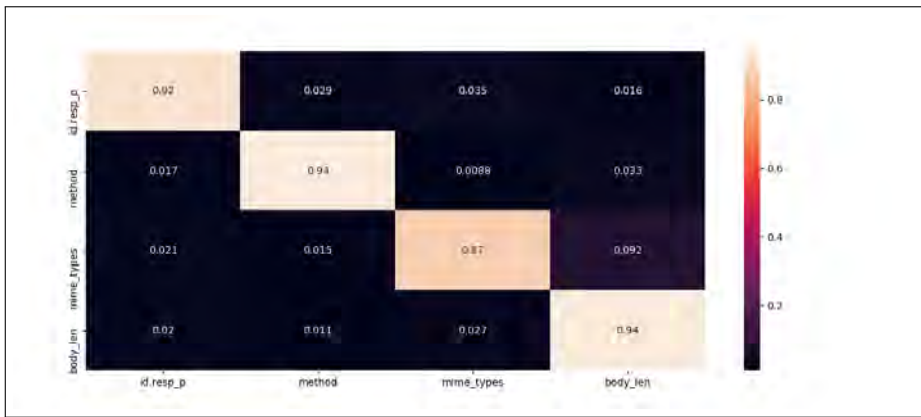 id.resp_p 0.92 0.029 0.035 0.016
method 0.017 0.94 0.0088 0.033
mime_types 0.021 0.015 0.87 0.092
body_len 0.02 0.011 0.027 0.94
id.resp_p method mime_types body_len
0.8
0.6
0.4
0.2